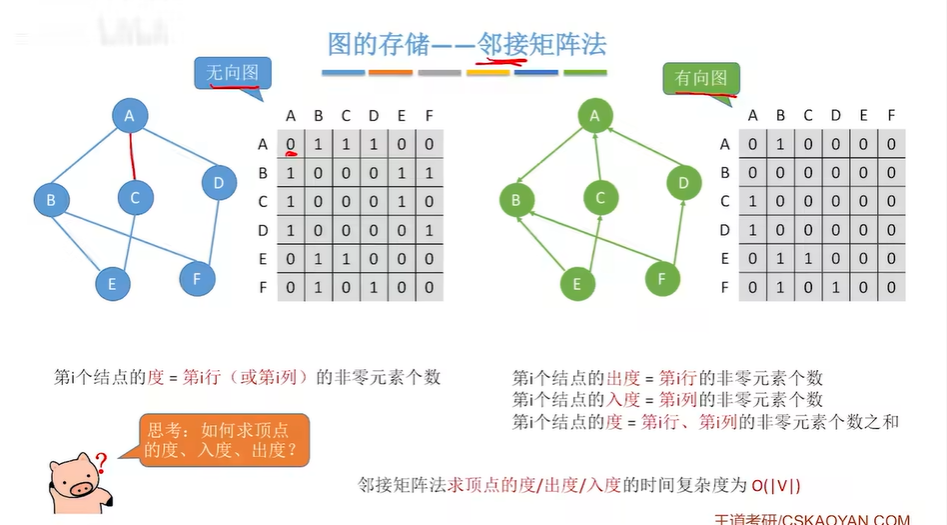 图的存储——邻接矩阵法
无向图
A
B
C
D
E
F
A B C D E F
A 0 1 1 1 0 0
B 1 0 0 0 1 1
C 1 0 0 0 1 0
D 1 0 0 0 0 1
E 0 1 1 0 0 0
F 0 1 0 1 0 0
有向图
A
B
C
D
E
F
A B C D E F
A 0 1 0 0 0 0
B 0 0 0 0 0 0
C 1 0 0 0 0 0
D 1 0 0 0 0 0
E 0 1 1 0 0 0
F 0 1 0 1 0 0
第i个结点的度 = 第i行（或第i列）的非零元素个数
第i个结点的出度 = 第i行的非零元素个数
第i个结点的入度 = 第i列的非零元素个数
第i个结点的度 = 第i行、第i列的非零元素个数之和
思考：如何求顶点
的度、入度、出度？
?
邻接矩阵法求顶点的度/出度/入度的时间复杂度为 O(|V|)
王道考研/CSKAOYAN.COM